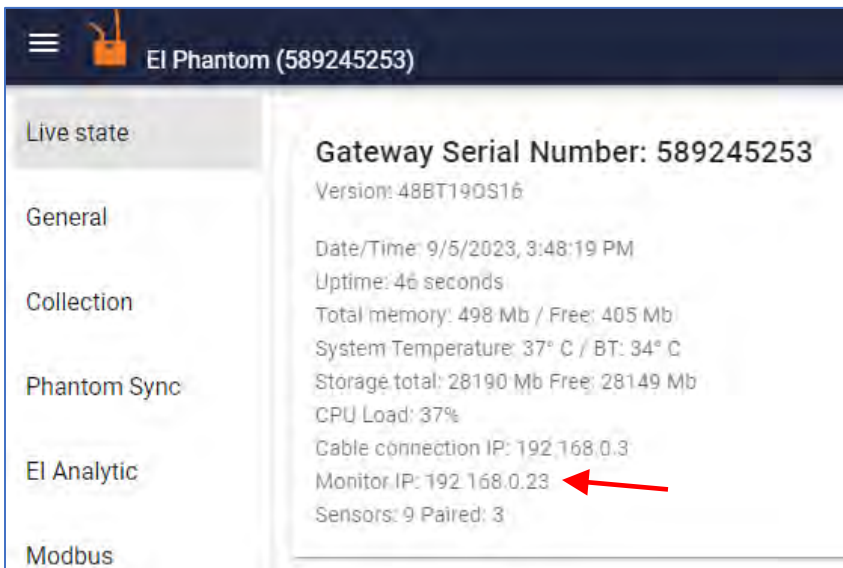 EI Phantom (589245253)
Live state
General
Collection
Phantom Sync
EI Analytic
Modbus
Gateway Serial Number: 589245253
Version: 48BT19OS16
Date/Time: 9/5/2023, 3:48:19 PM
Uptime: 46 seconds
Total memory: 498 Mb / Free: 405 Mb
System Temperature: 37° C / BT: 34° C
Storage total: 28190 Mb Free: 28149 Mb
CPU Load: 37%
Cable connection IP: 192.168.0.3
Monitor IP: 192.168.0.23
Sensors: 9 Paired: 3